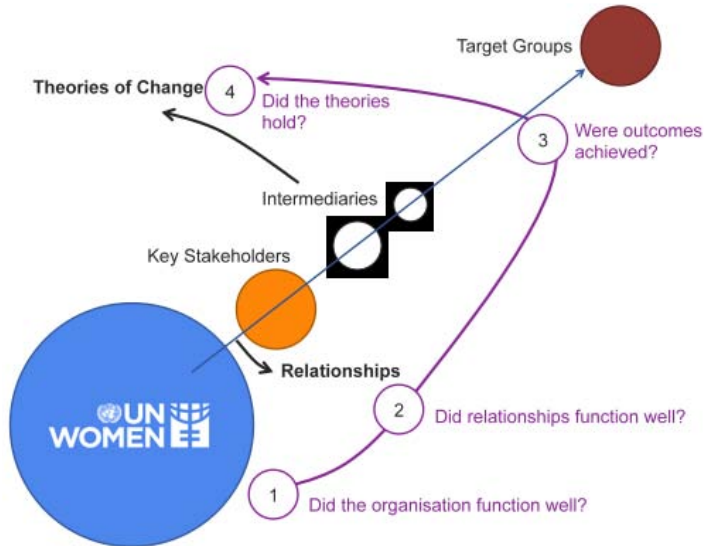 Target Groups
Theories of Change
4
Did the theories
hold?
3
Were outcomes
achieved?
Intermediaries
Key Stakeholders
Relationships
UN
WOMEN
2
Did relationships function well?
1
Did the organisation function well?